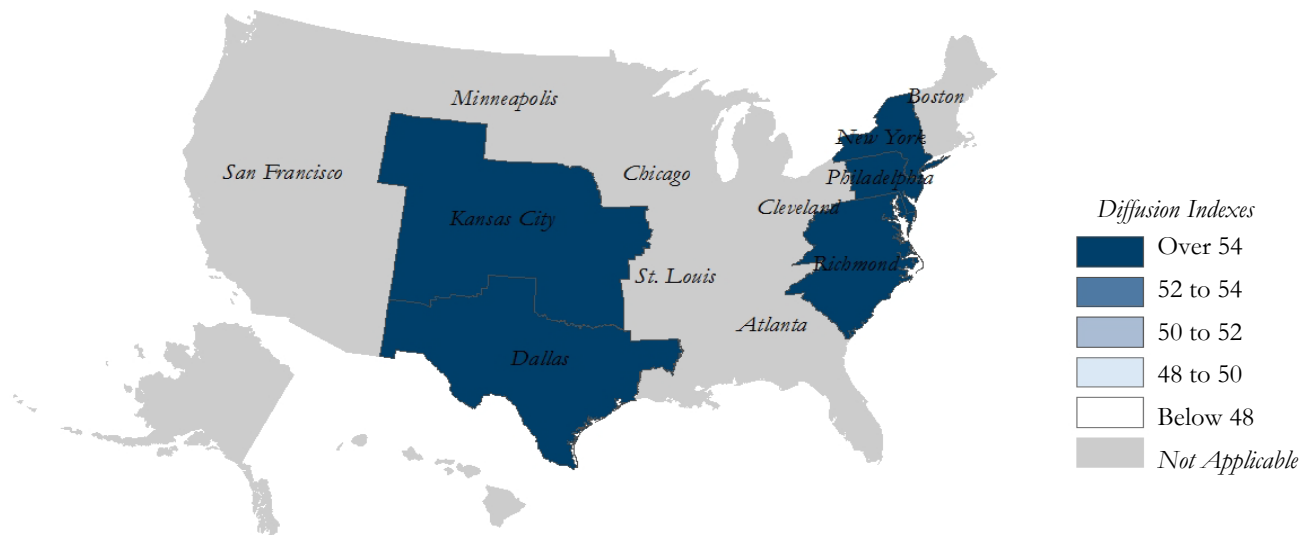 Boston
Minneapolis
New York
San Francisco
Chicago
Philadelphia
Cleveland
Kansas City
Richmond
St. Louis
Atlanta
Dallas
Diffusion Indexes
Over 54
52 to 54
50 to 52
48 to 50
Below 48
Not Applicable